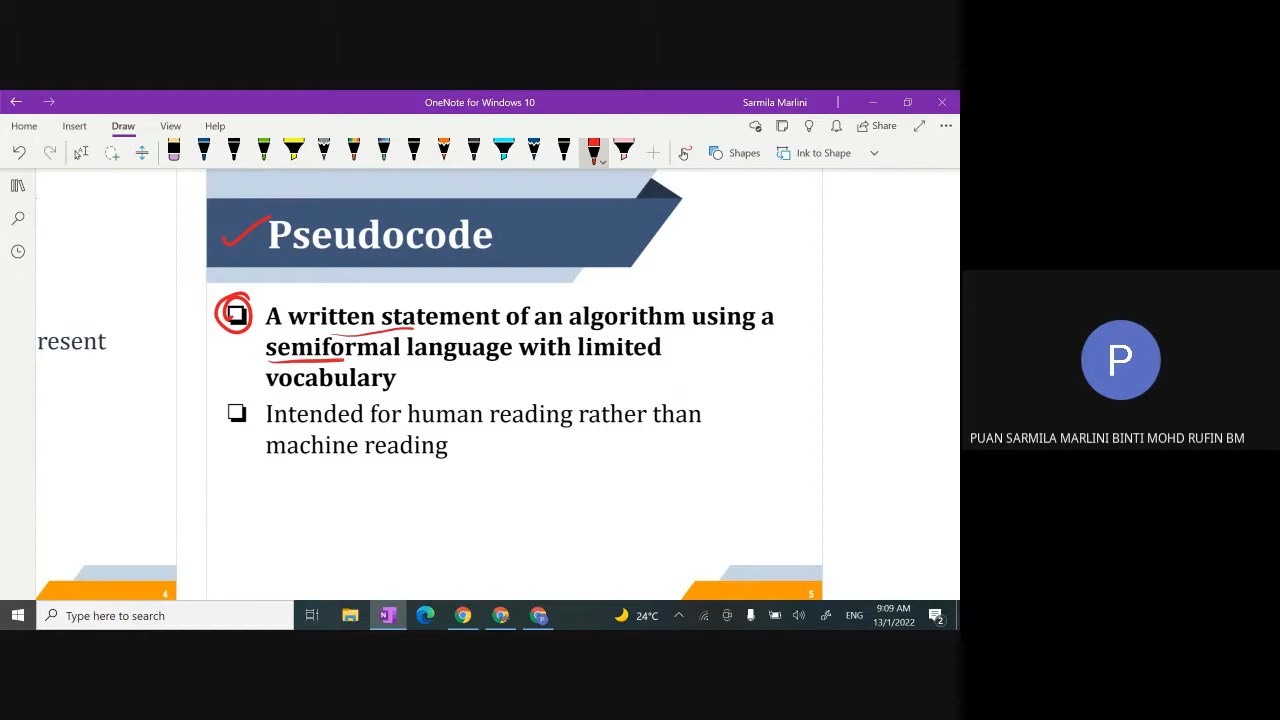 OneNote for Windows 10
Sarmila Marlini
Home Insert Draw View Help
Share
Shapes
Ink to Shape
Pseudocode
A written statement of an algorithm using a
semiformal language with limited
vocabulary
Intended for human reading rather than
machine reading
resent
4
5
P
PUAN SARMILA MARLINI BINTI MOHD RUFIN BM
Type here to search
24°C
ENG
9:09 AM
13/1/2022
2